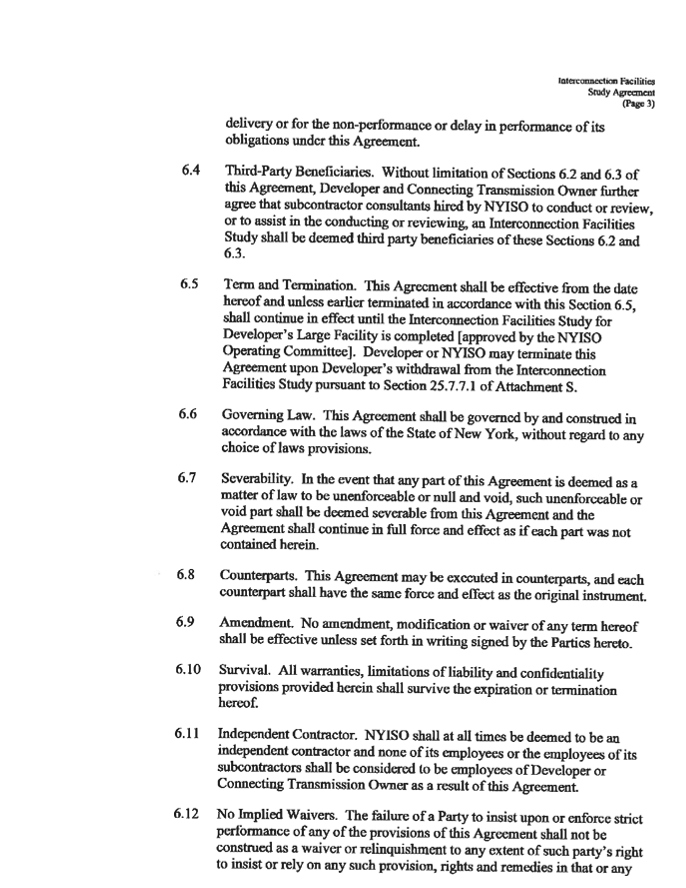 Interconnection Facilities
Study Agreement
(Page 3)
delivery or for the non-performance or delay in performance of its
obligations under this Agreement.
6.4 Third-Party Beneficiaries. Without limitation of Sections 6.2 and 6.3 of
this Agreement, Developer and Connecting Transmission Owner further
agree that subcontractor consultants hired by NYISO to conduct or review,
or to assist in the conducting or reviewing, an Interconnection Facilities
Study shall be deemed third party beneficiaries of these Sections 6.2 and
6.3.
6.5 Term and Termination. This Agreement shall be effective from the date
hereof and unless earlier terminated in accordance with this Section 6.5,
shall continue in effect until the Interconnection Facilities Study for
Developer's Large Facility is completed [approved by the NYISO
Operating Committee]. Developer or NYISO may terminate this
Agreement upon Developer's withdrawal from the Interconnection
Facilities Study pursuant to Section 25.7.7.1 of Attachment S.
6.6 Governing Law. This Agreement shall be governed by and construed in
accordance with the laws of the State of New York, without regard to any
choice of laws provisions.
6.7 Severability. In the event that any part of this Agreement is deemed as a
matter of law to be unenforceable or null and void, such unenforceable or
void part shall be deemed severable from this Agreement and the
Agreement shall continue in full force and effect as if each part was not
contained herein.
6.8 Counterparts. This Agreement may be executed in counterparts, and each
counterpart shall have the same force and effect as the original instrument.
6.9 Amendment. No amendment, modification or waiver of any term hereof
shall be effective unless set forth in writing signed by the Parties hereto.
6.10 Survival. All warranties, limitations of liability and confidentiality
provisions provided herein shall survive the expiration or termination
hereof.
6.11 Independent Contractor. NYISO shall at all times be deemed to be an
independent contractor and none of its employees or the employees of its
subcontractors shall be considered to be employees of Developer or
Connecting Transmission Owner as a result of this Agreement.
6.12 No Implied Waivers. The failure of a Party to insist upon or enforce strict
performance of any of the provisions of this Agreement shall not be
construed as a waiver or relinquishment to any extent of such party's right
to insist or rely on any such provision, rights and remedies in that or any